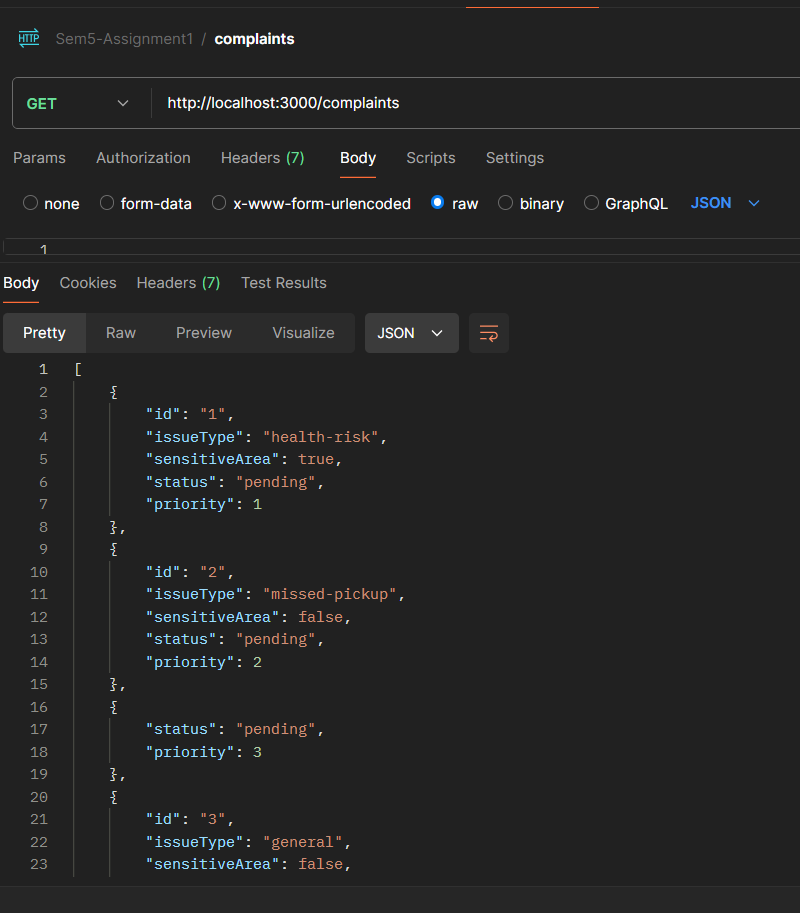 HTTP Sem5-Assignment1 / complaints
GET http://localhost:3000/complaints
Params Authorization Headers (7) Body Scripts Settings
none form-data x-www-form-urlencoded raw binary GraphQL JSON
1
Body Cookies Headers (7) Test Results
Pretty Raw Preview Visualize JSON
1 [
2 {
3 "id": "1",
4 "issueType": "health-risk",
5 "sensitiveArea": true,
6 "status": "pending",
7 "priority": 1
8 },
9 {
10 "id": "2",
11 "issueType": "missed-pickup",
12 "sensitiveArea": false,
13 "status": "pending",
14 "priority": 2
15 },
16 {
17 "status": "pending",
18 "priority": 3
19 },
20 {
21 "id": "3",
22 "issueType": "general",
23 "sensitiveArea": false,